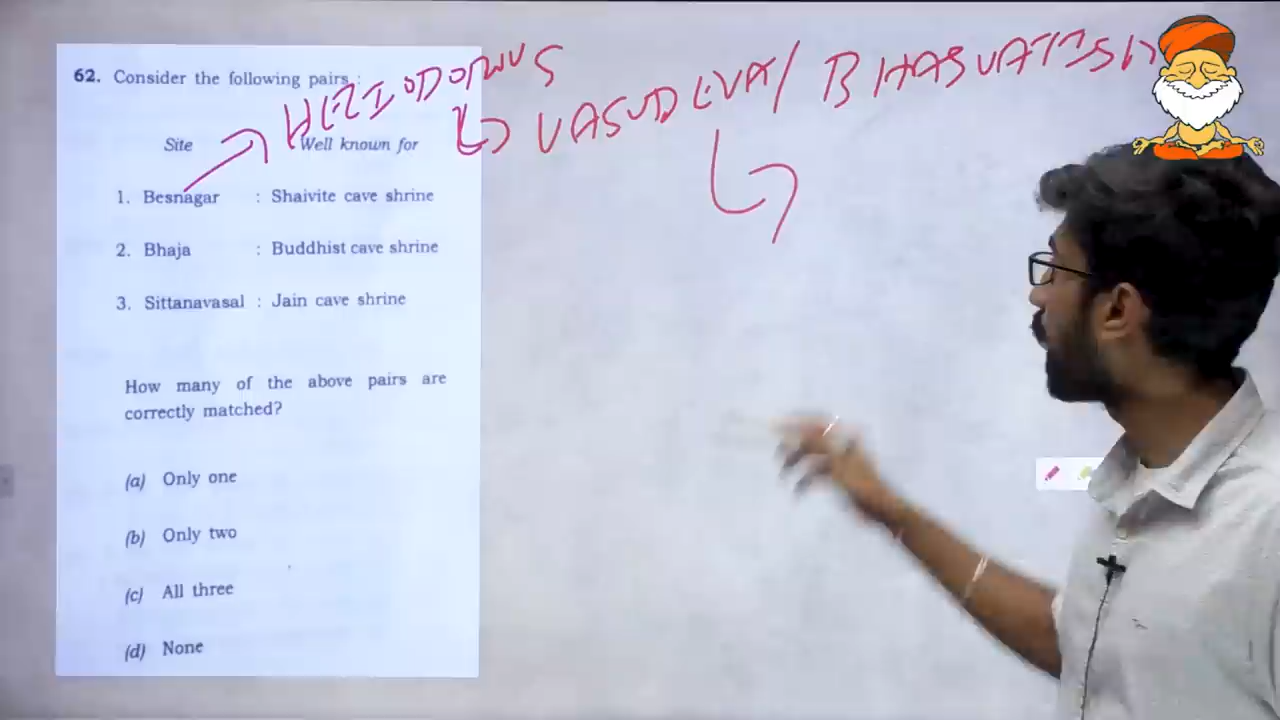 62. Consider the following pairs :
HELIODORUS
VASUDEVA/ BHAGVATISM
Site Well known for
1. Besnagar : Shaivite cave shrine
2. Bhaja : Buddhist cave shrine
3. Sittanavasal : Jain cave shrine
How many of the above pairs are
correctly matched?
(a) Only one
(b) Only two
(c) All three
(d) None